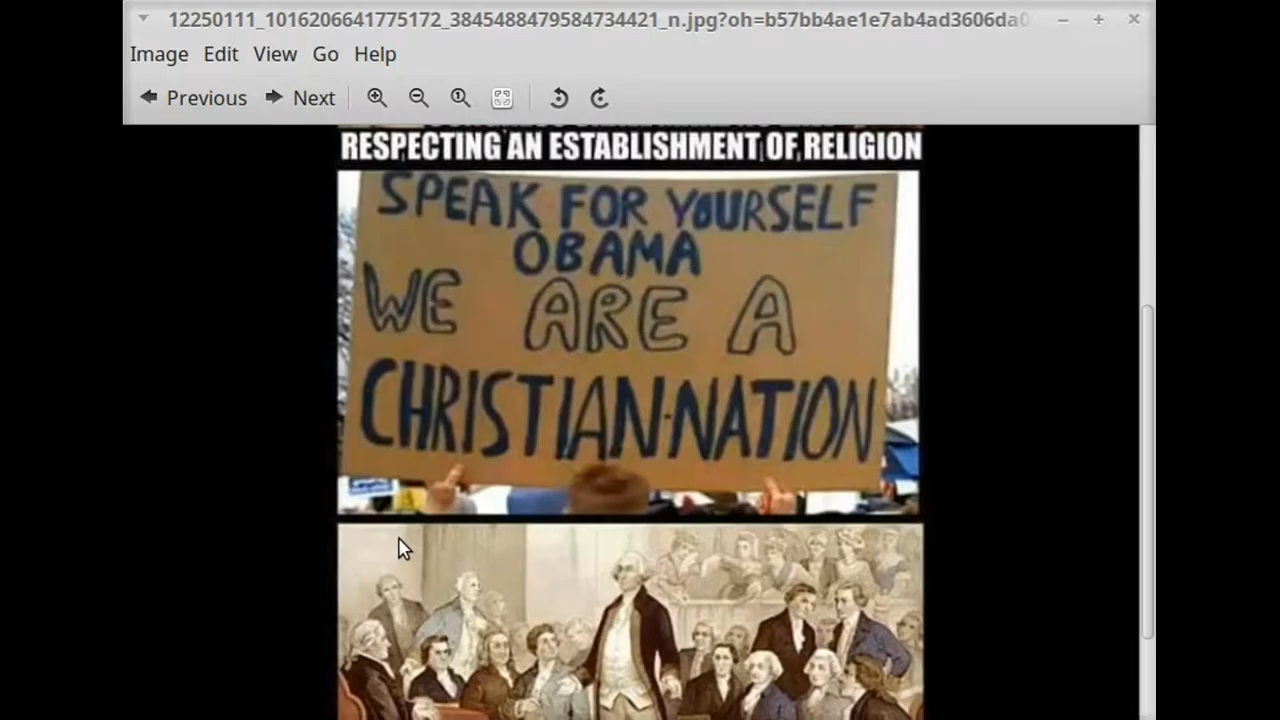 12250111_1016206641775172_3845488479584734421_n.jpg?oh=b57bb4ae1e7ab4ad3606da0
Image Edit View Go Help
Previous Next
RESPECTING AN ESTABLISHMENT OF RELIGION
SPEAK FOR YOURSELF
OBAMA
WE ARE A
CHRISTIAN-NATION